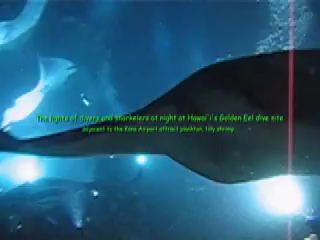 The lights of divers and snorkelers at night at Hawai'i's Golden Eel dive site
adjacent to the Kona Airport attract plankton, tiny shrimp